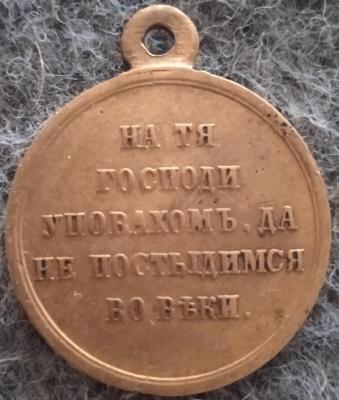 НА ТЯ
ГОСПОДИ
УПОВАХОМЪ, ДА
НЕ ПОСТЫДИМСЯ
ВО ВѢКИ.